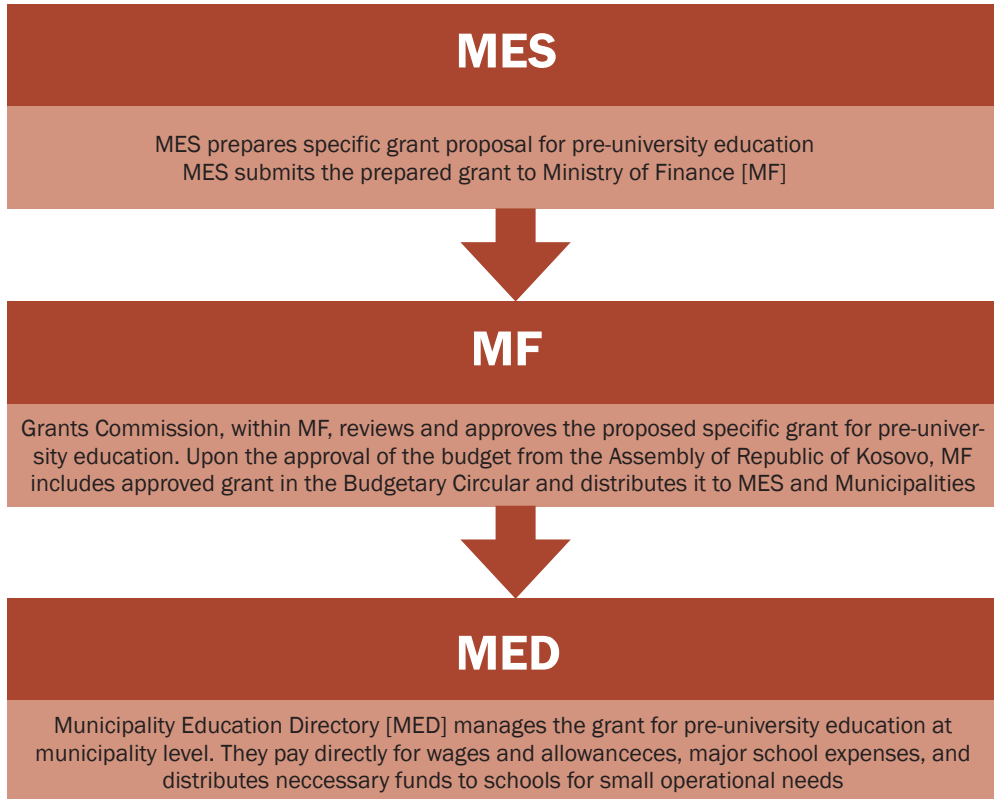 MES
MES prepares specific grant proposal for pre-university education
MES submits the prepared grant to Ministry of Finance [MF]
MF
Grants Commission, within MF, reviews and approves the proposed specific grant for pre-univer-
sity education. Upon the approval of the budget from the Assembly of Republic of Kosovo, MF
includes approved grant in the Budgetary Circular and distributes it to MES and Municipalities
MED
Municipality Education Directory [MED] manages the grant for pre-university education at
municipality level. They pay directly for wages and allowanceces, major school expenses, and
distributes neccessary funds to schools for small operational needs